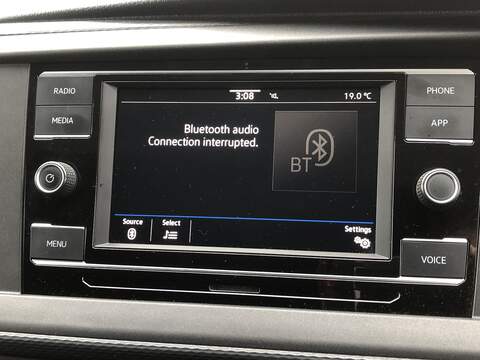 RADIO
MEDIA
MENU
3:08
19.0 °C
Bluetooth audio
Connection interrupted.
BT
Source
Select
Settings
PHONE
APP
VOICE